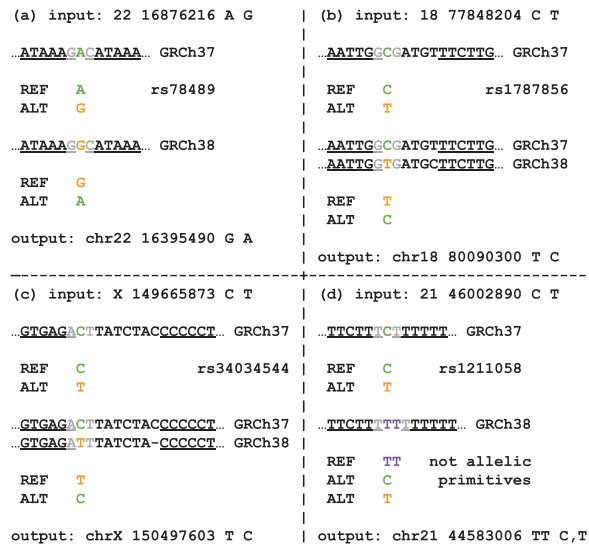 (a) input: 22 16876216 A G
…ATAAAGACATAAA… GRCh37
REF A rs78489
ALT G
…ATAAAGGCATAAA… GRCh38
REF G
ALT A
output: chr22 16395490 G A
(b) input: 18 77848204 C T
…AATTGGCGATGTTTCTTG… GRCh37
REF C rs1787856
ALT T
…AATTGGCGATGTTTCTTG… GRCh37
…AATTGGTGATGCTTCTTG… GRCh38
REF T
ALT C
output: chr18 80090300 T C
(c) input: X 149665873 C T
…GTGAGACTTATCTACCCCCCT… GRCh37
REF C rs34034544
ALT T
…GTGAGACTTATCTACCCCCCT… GRCh37
…GTGAGATTTATCTA-CCCCCT… GRCh38
REF T
ALT C
output: chrX 150497603 T C
(d) input: 21 46002890 C T
…TTCTTTCTTTTTT… GRCh37
REF C rs1211058
ALT T
…TTCTTTTTTTTTTT… GRCh38
REF TT not allelic
ALT C primitives
ALT T
output: chr21 44583006 TT C,T